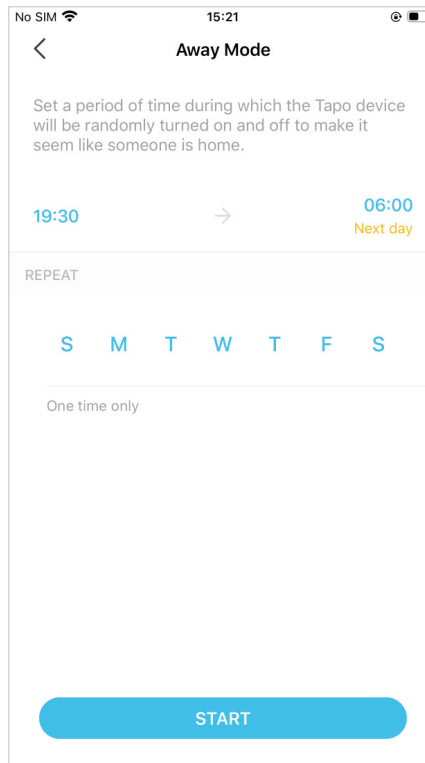 No SIM 15:21
Away Mode
Set a period of time during which the Tapo device
will be randomly turned on and off to make it
seem like someone is home.
19:30 → 06:00
Next day
REPEAT
S M T W T F S
One time only
START